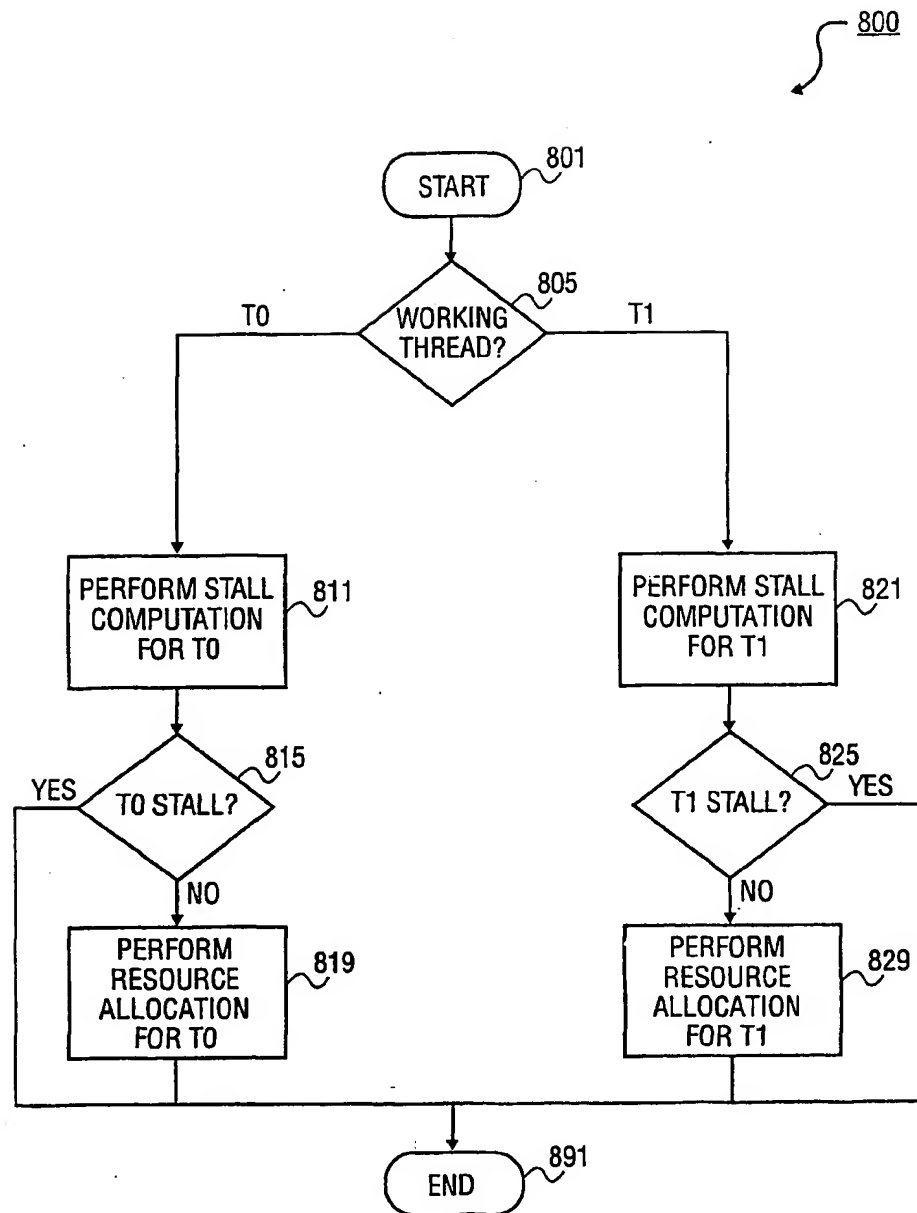 800
START
801
WORKING
THREAD?
805
T0
T1
PERFORM STALL
COMPUTATION
FOR T0
811
PERFORM STALL
COMPUTATION
FOR T1
821
T0 STALL?
815
YES
NO
T1 STALL?
825
YES
NO
PERFORM
RESOURCE
ALLOCATION
FOR T0
819
PERFORM
RESOURCE
ALLOCATION
FOR T1
829
END
891